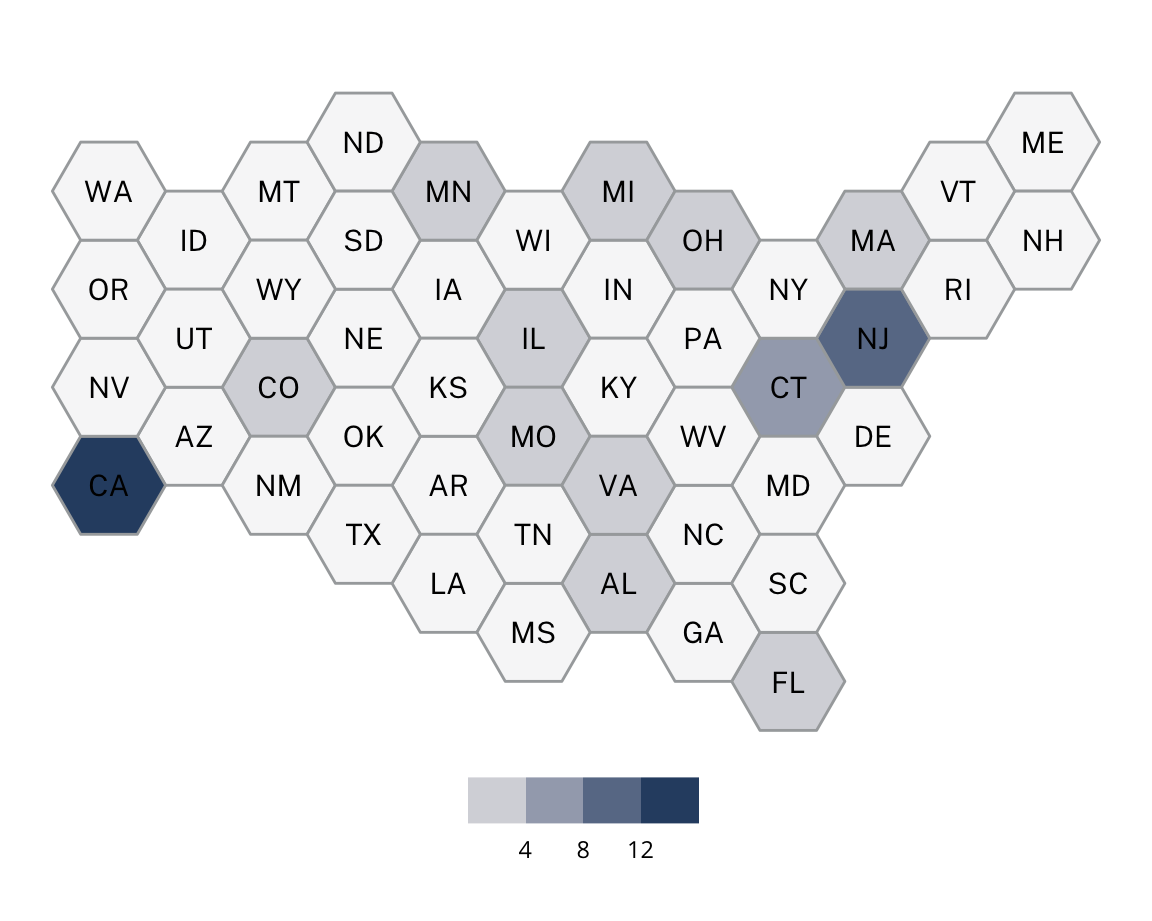 ME
ND
WA MT MN MI VT
ID SD WI OH MA NH
OR WY IA IN NY RI
UT NE IL PA NJ
NV CO KS KY CT
AZ OK MO WV DE
CA NM AR VA MD
TX TN NC
LA AL SC
MS GA
FL
4 8 12